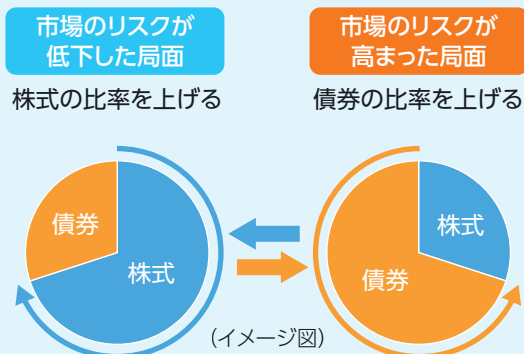 市場のリスクが
低下した局面
株式の比率を上げる
市場のリスクが
高まった局面
債券の比率を上げる
債券
株式
株式
債券
(イメージ図)